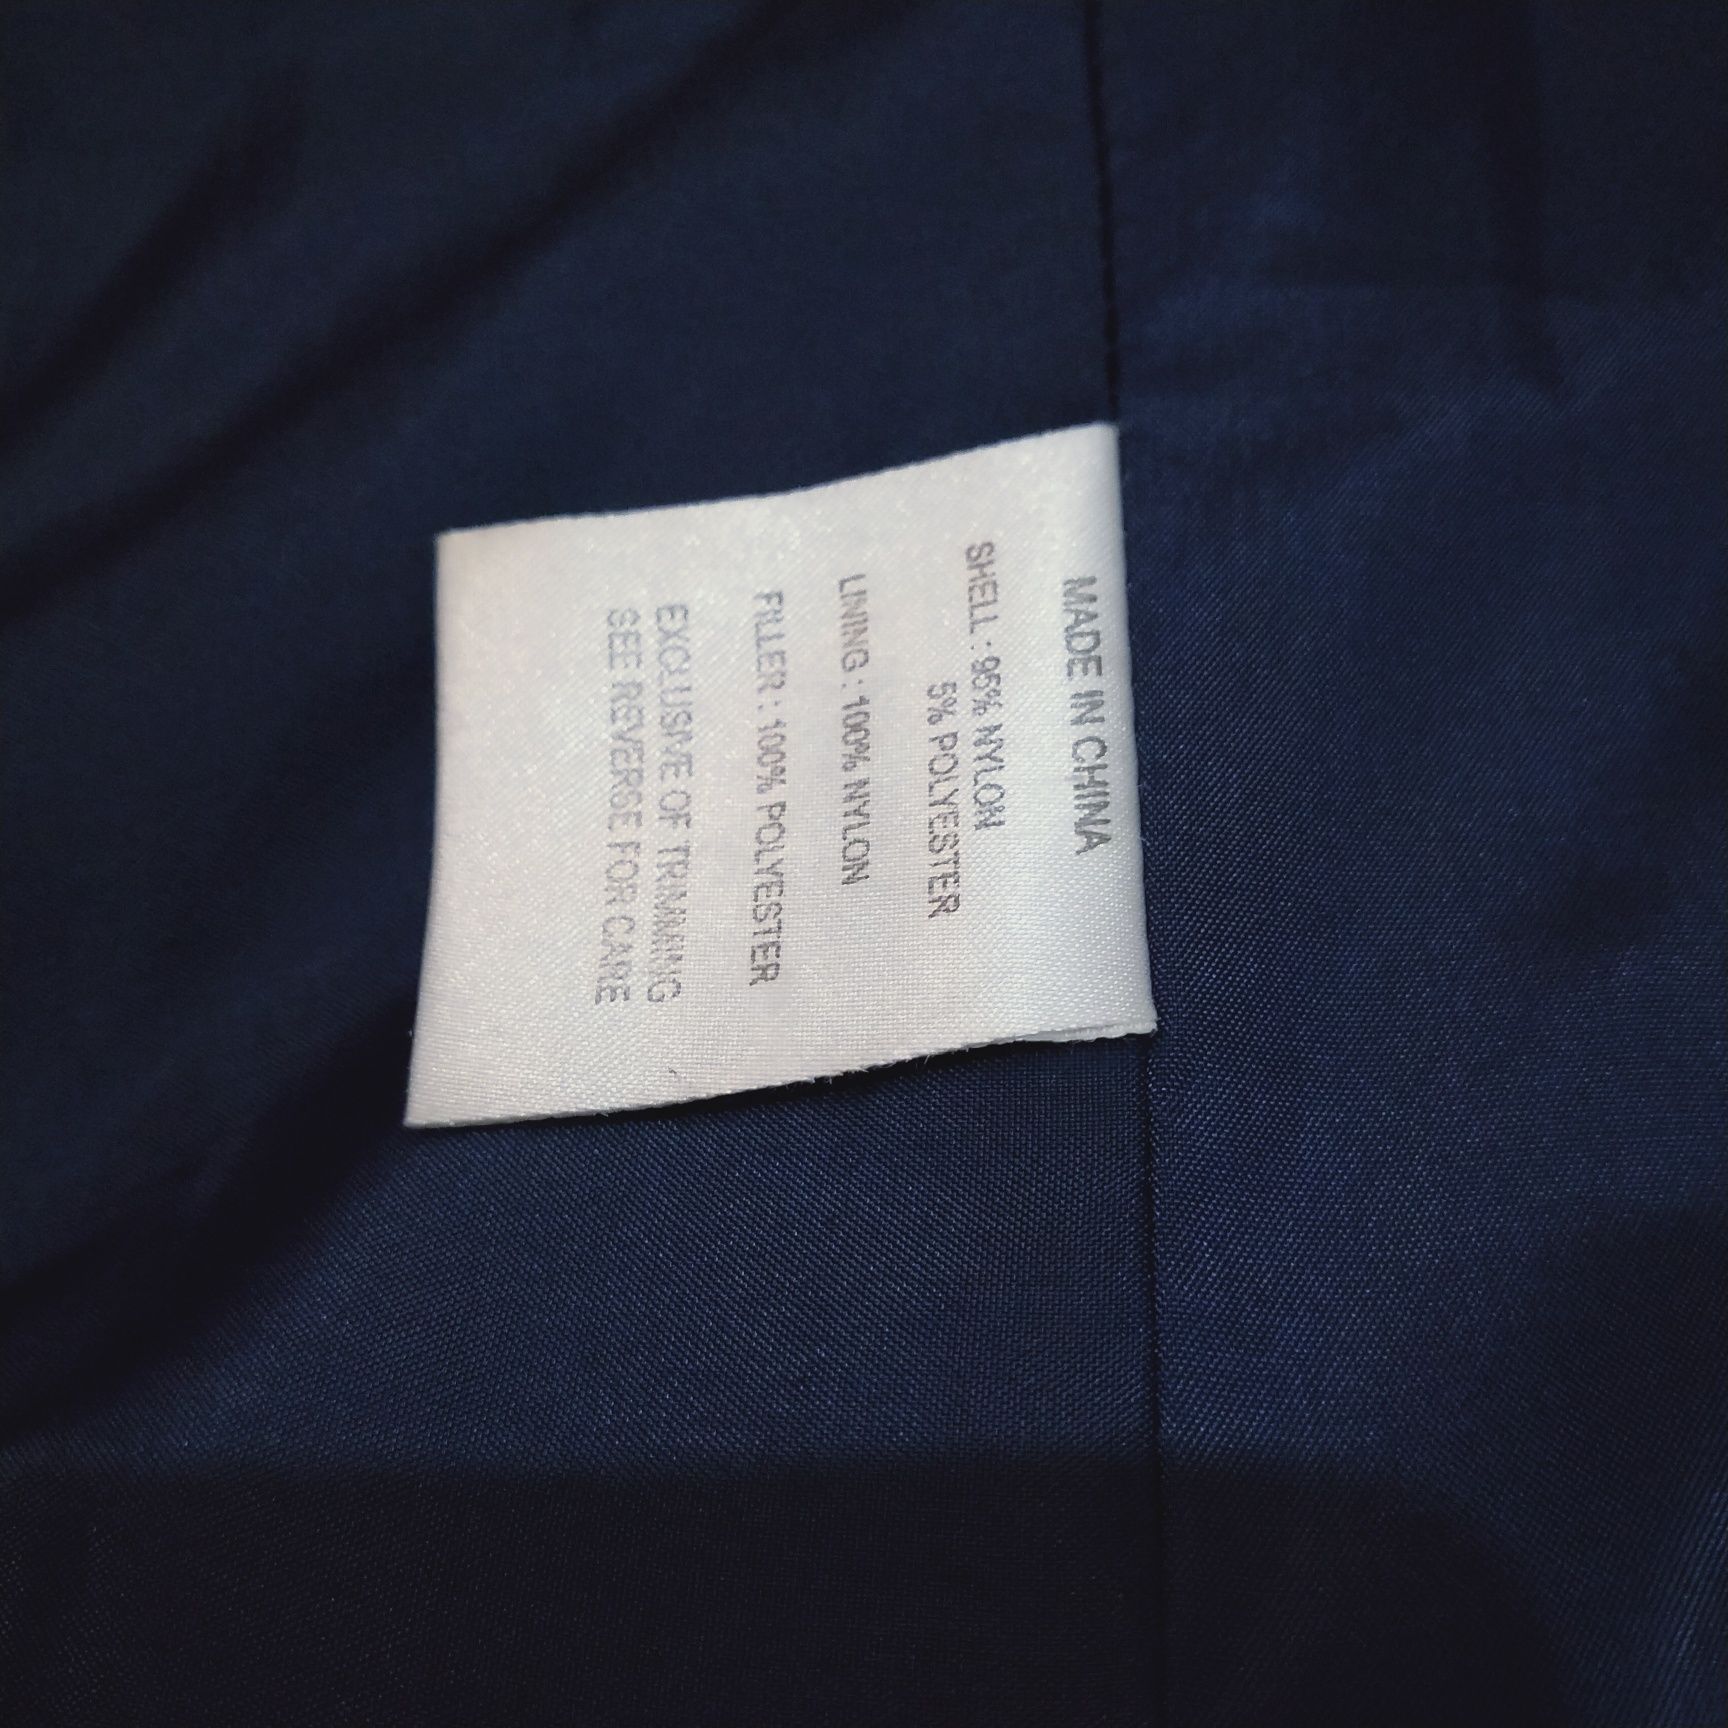 MADE IN CHINA
SHELL : 95% NYLON
5% POLYESTER
LINING : 100% NYLON
FILLER : 100% POLYESTER
EXCLUSIVE OF TRIMMING
SEE REVERSE FOR CARE